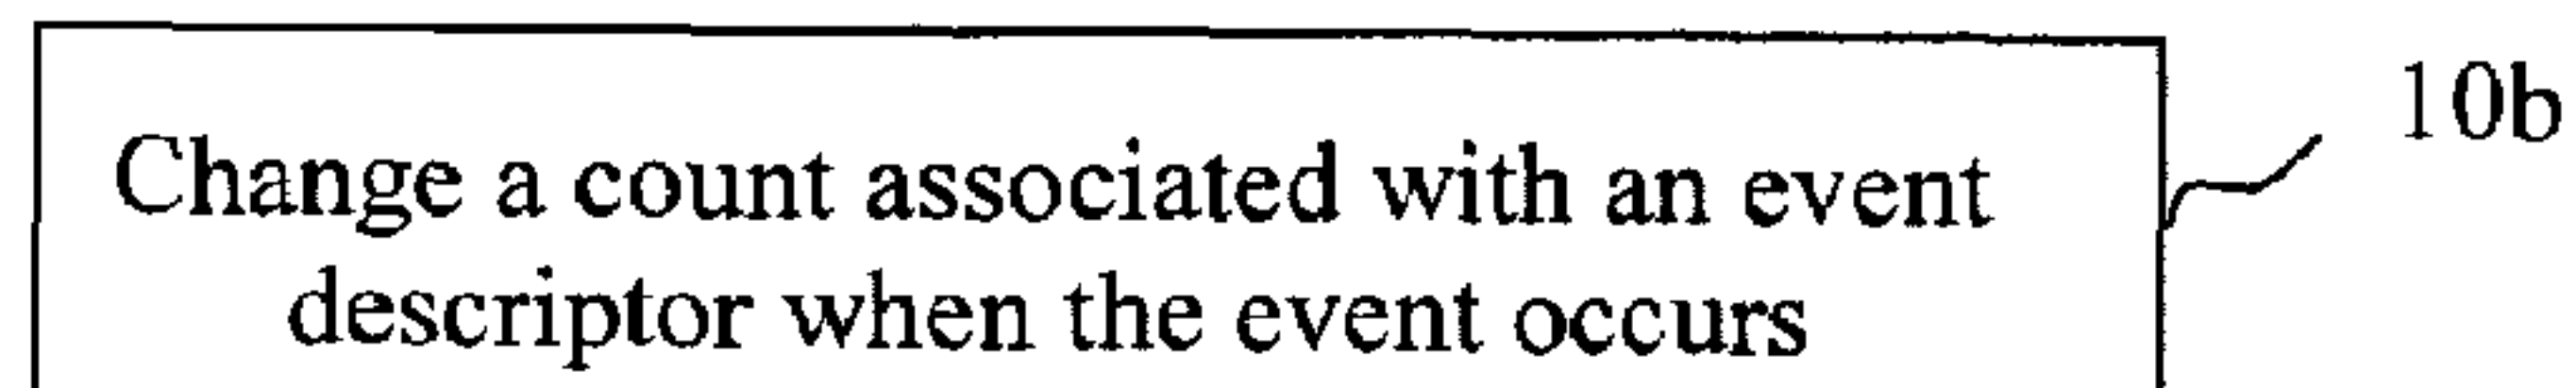 10b
Change a count associated with an event
descriptor when the event occurs